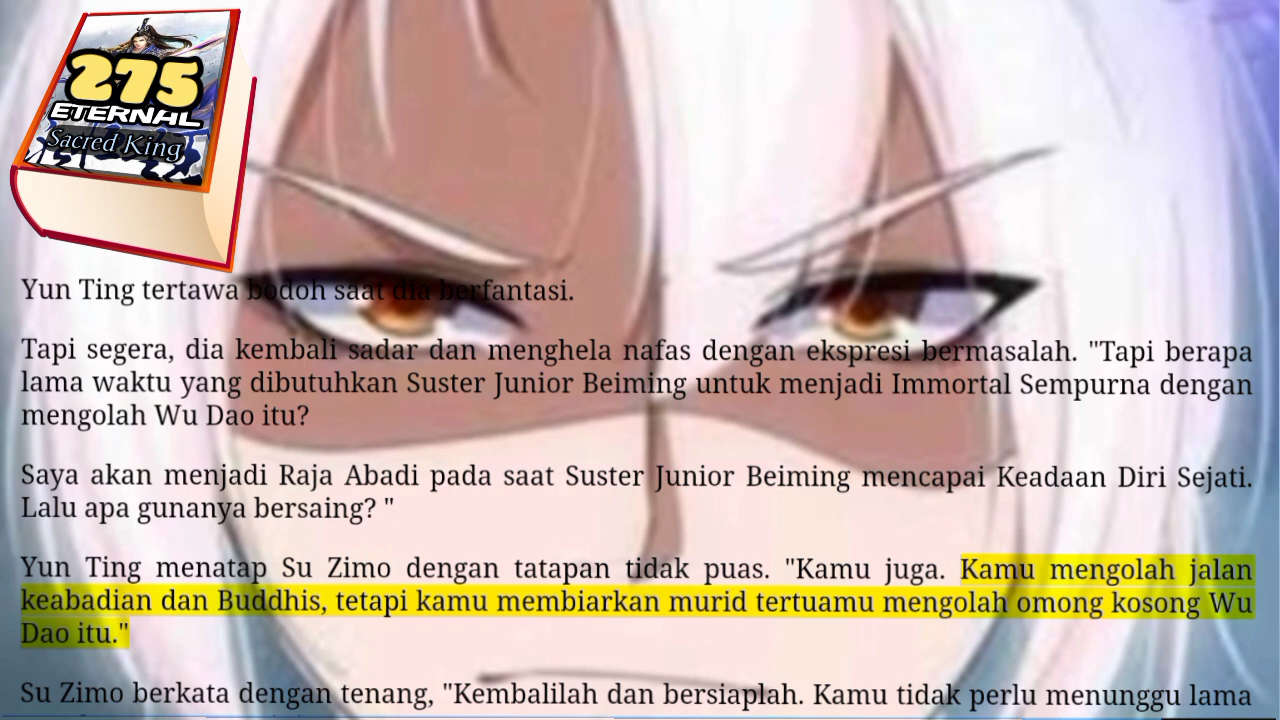 275
ETERNAL
Sacred King
Yun Ting tertawa bodoh saat dia berfantasi.
Tapi segera, dia kembali sadar dan menghela nafas dengan ekspresi bermasalah. "Tapi berapa
lama waktu yang dibutuhkan Suster Junior Beiming untuk menjadi Immortal Sempurna dengan
mengolah Wu Dao itu?
Saya akan menjadi Raja Abadi pada saat Suster Junior Beiming mencapai Keadaan Diri Sejati.
Lalu apa gunanya bersaing? "
Yun Ting menatap Su Zimo dengan tatapan tidak puas. "Kamu juga. Kamu mengolah jalan
keabadian dan Buddhis, tetapi kamu membiarkan murid tertuamu mengolah omong kosong Wu
Dao itu."
Su Zimo berkata dengan tenang, "Kembalilah dan bersiaplah. Kamu tidak perlu menunggu lama